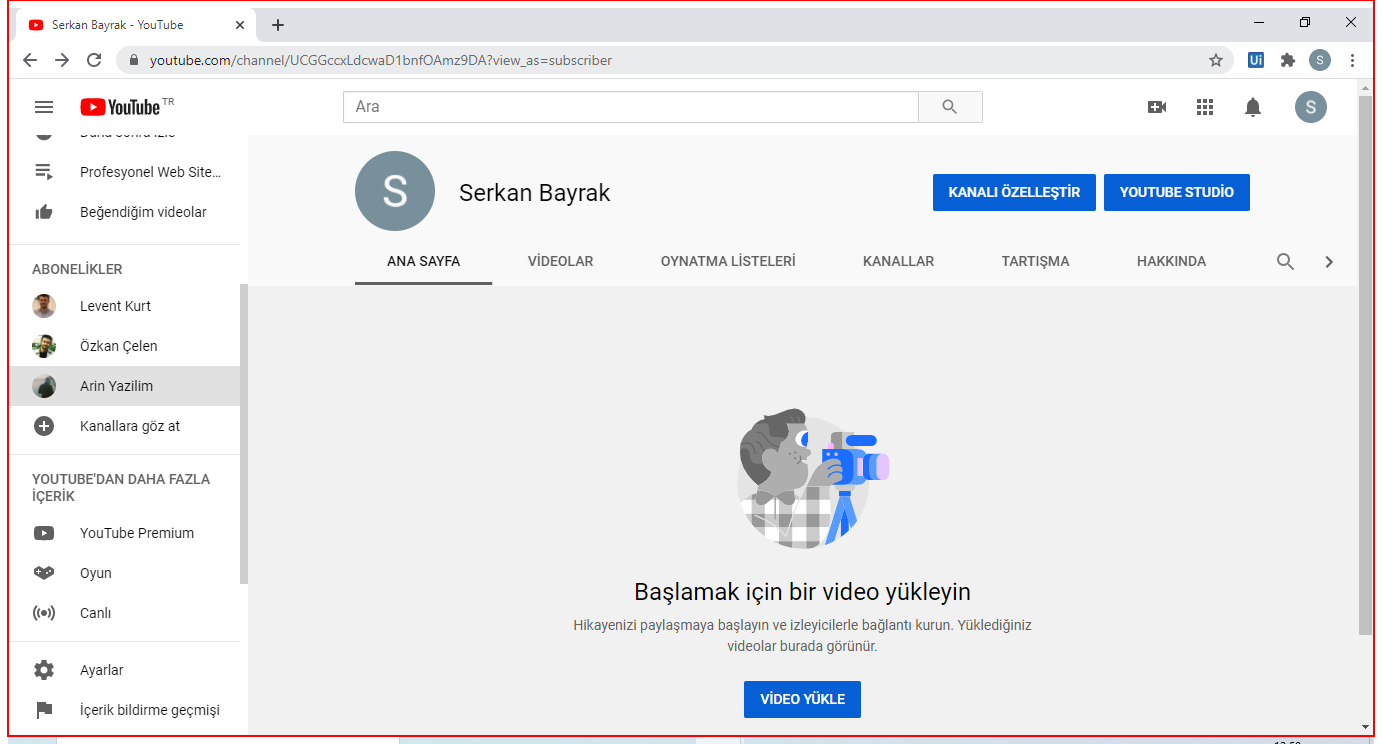 Serkan Bayrak - YouTube
youtube.com/channel/UCGGccxLdcwaD1bnfOAmz9DA?view_as=subscriber
Ui
S
YouTube TR
Ara
S
Daha sonra izle
Profesyonel Web Site...
Beğendiğim videolar
ABONELİKLER
Levent Kurt
Özkan Çelen
Arin Yazilim
Kanallara göz at
YOUTUBE'DAN DAHA FAZLA
İÇERİK
YouTube Premium
Oyun
Canlı
Ayarlar
İçerik bildirme geçmişi
S
Serkan Bayrak
KANALI ÖZELLEŞTİR
YOUTUBE STUDIO
ANA SAYFA
VİDEOLAR
OYNATMA LİSTELERİ
KANALLAR
TARTIŞMA
HAKKINDA
Başlamak için bir video yükleyin
Hikayenizi paylaşmaya başlayın ve izleyicilerle bağlantı kurun. Yüklediğiniz
videolar burada görünür.
VİDEO YÜKLE